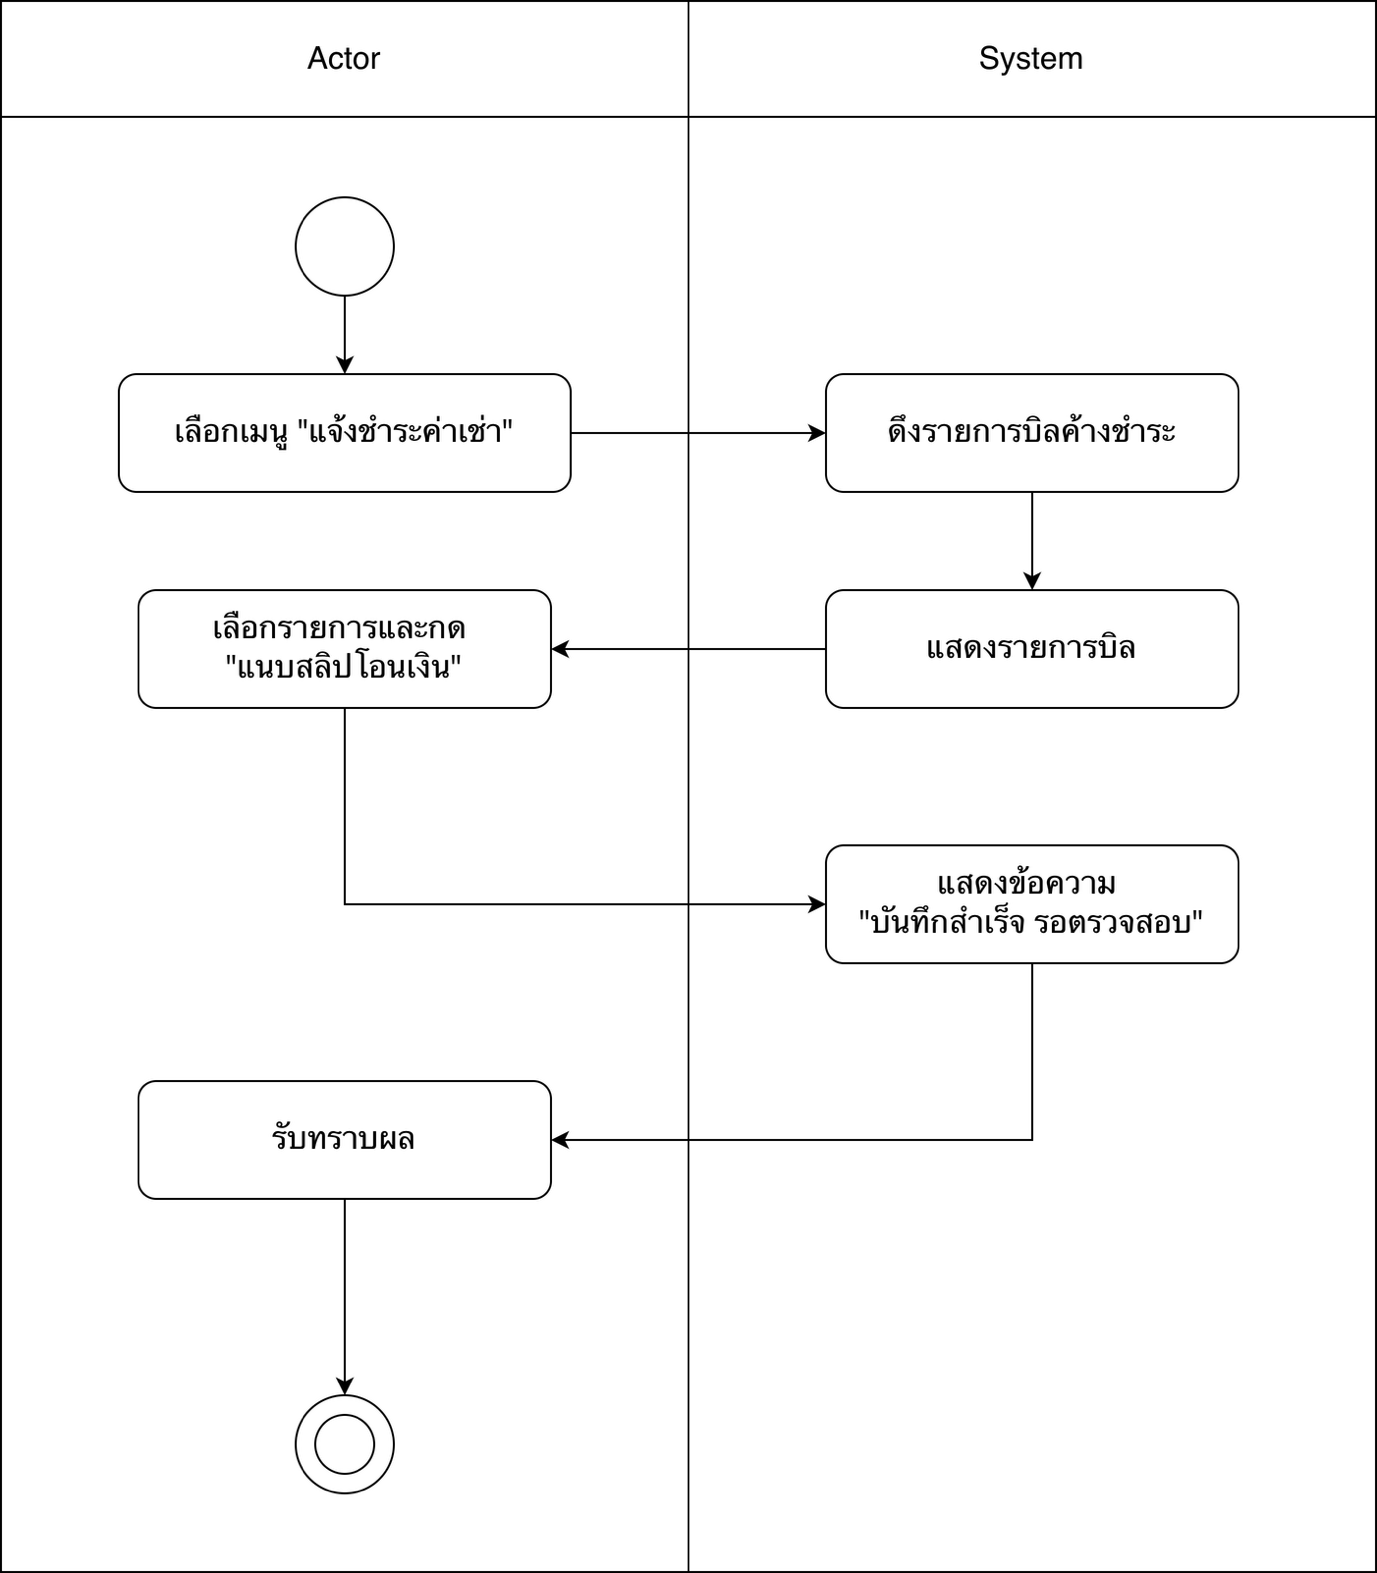 Actor
System
เลือกเมนู "แจ้งชำระค่าเช่า"
ดึงรายการบิลค้างชำระ
เลือกรายการและกด
"แนบสลิปโอนเงิน"
แสดงรายการบิล
แสดงข้อความ
"บันทึกสำเร็จ รอตรวจสอบ"
รับทราบผล